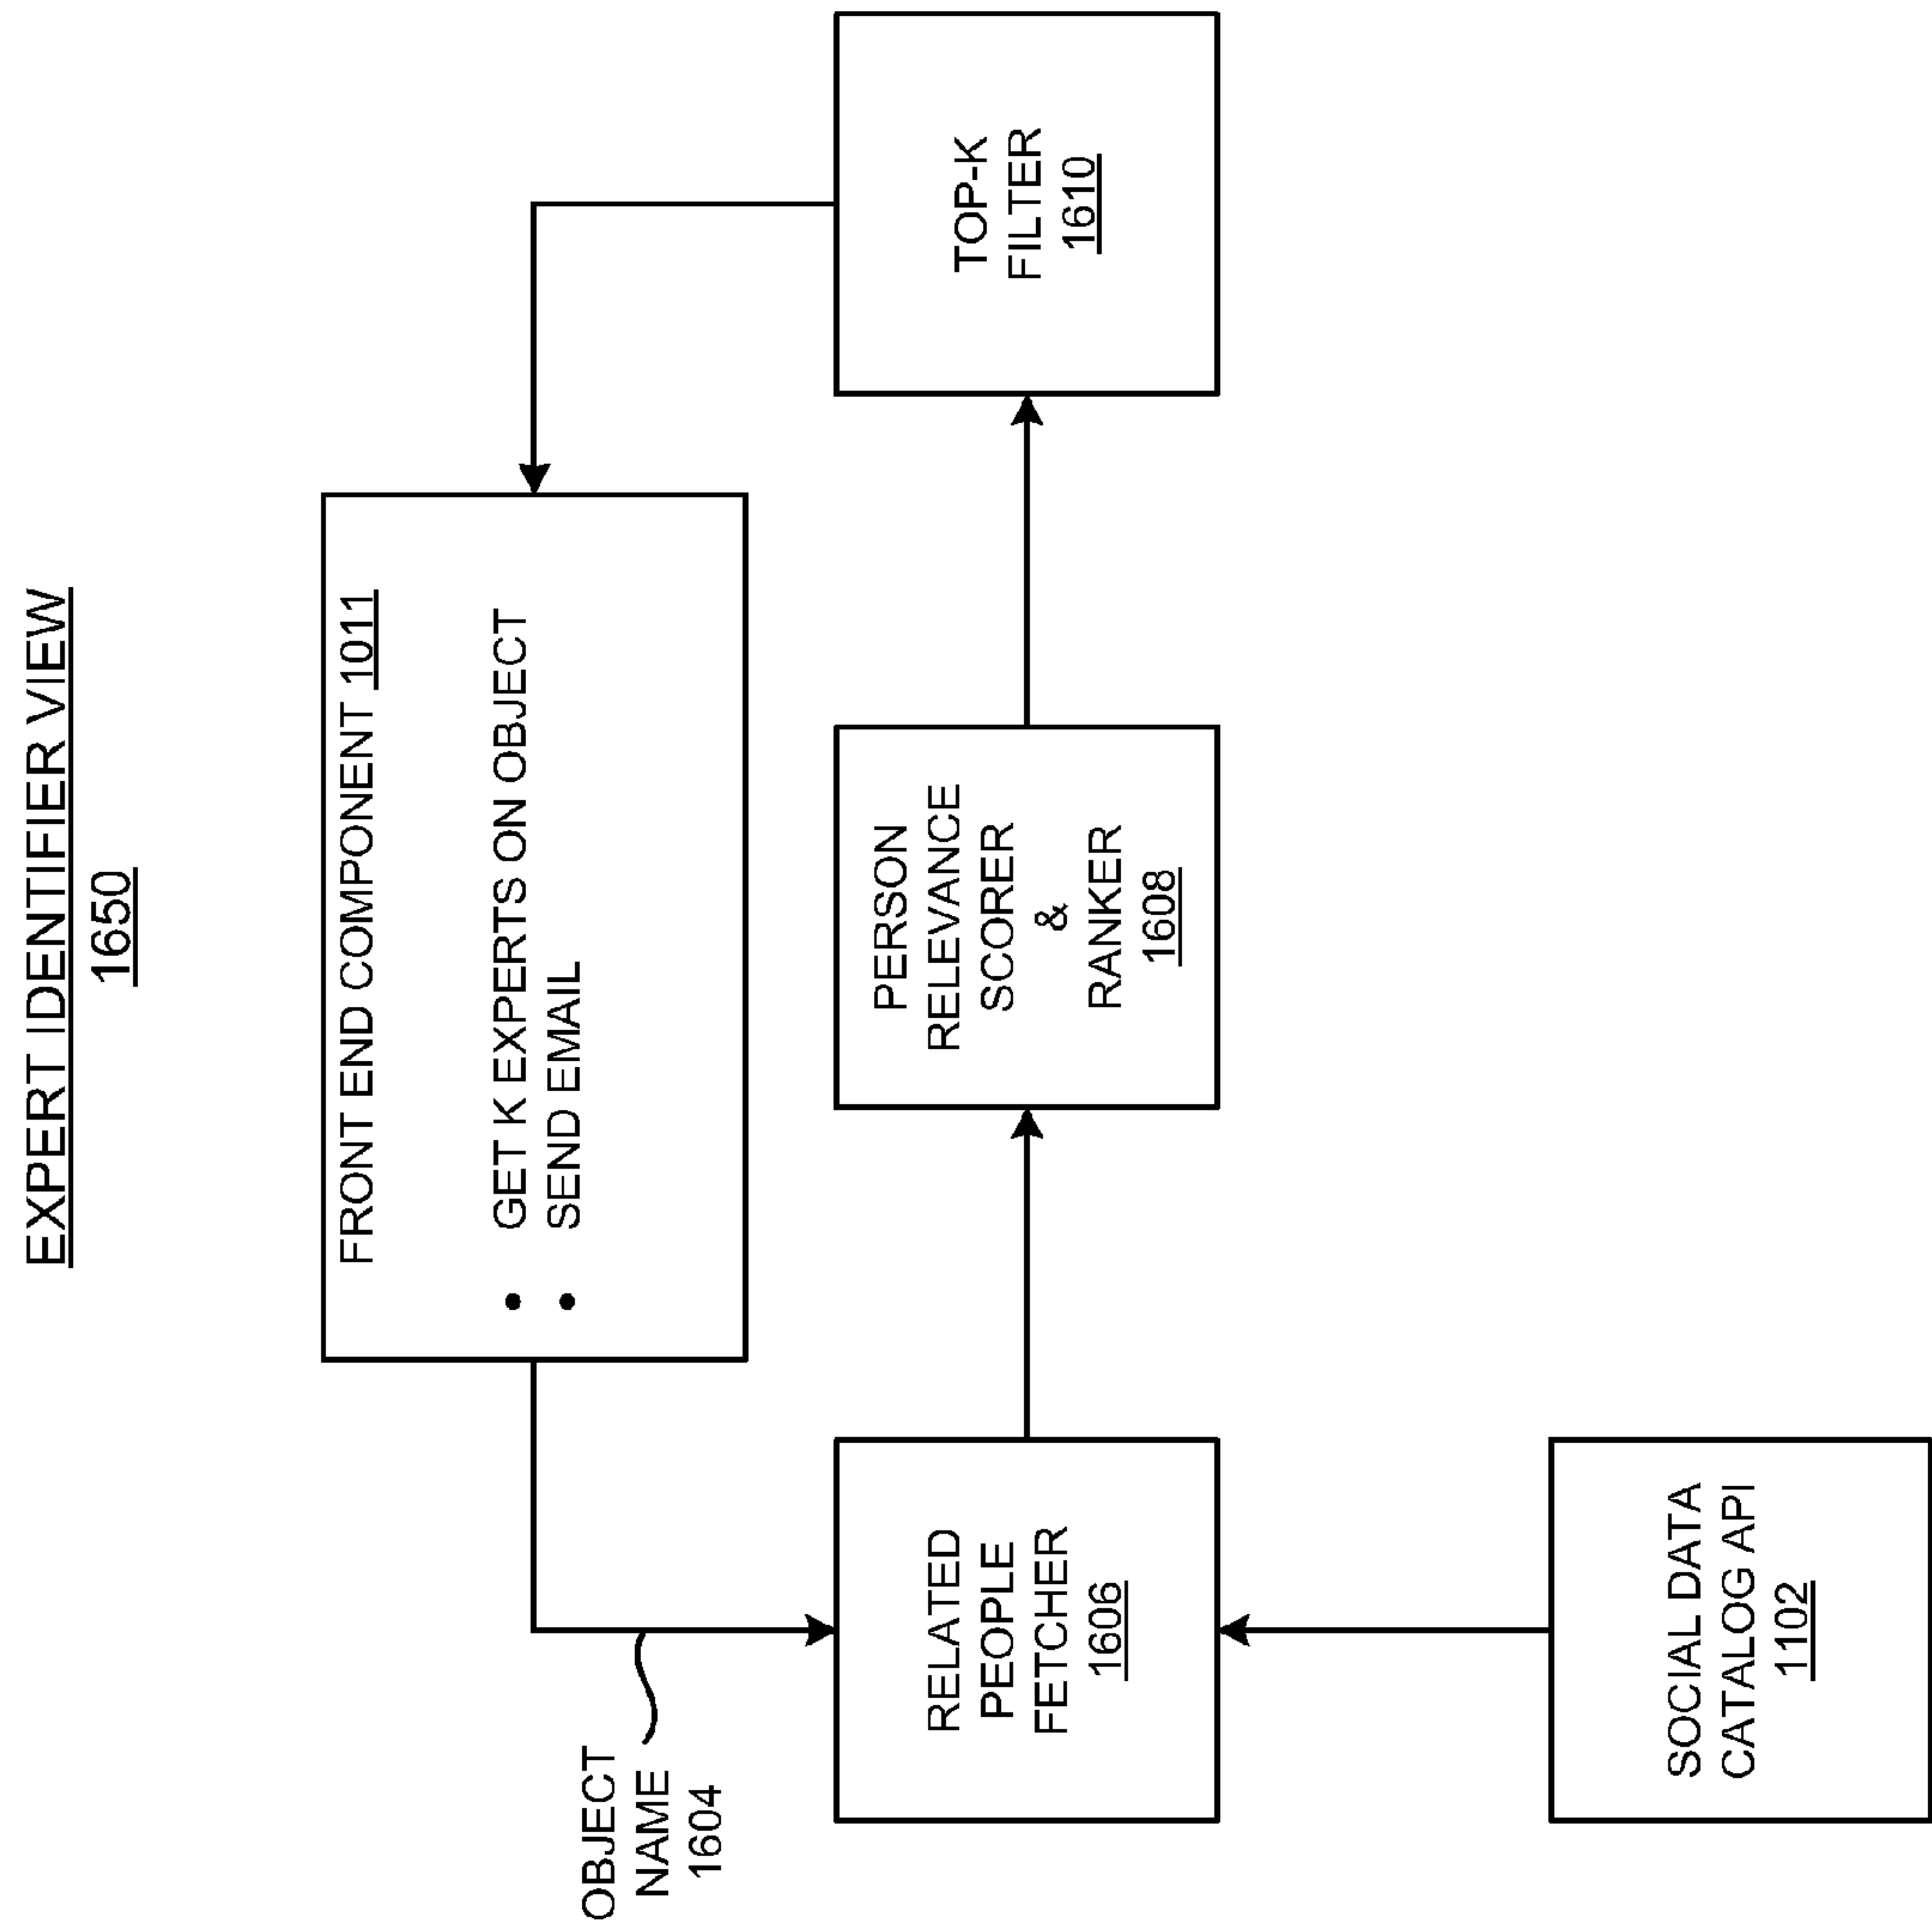 EXPERT IDENTIFIER VIEW
1650
FRONT END COMPONENT 1011
• GET K EXPERTS ON OBJECT
• SEND EMAIL
OBJECT
NAME
1604
RELATED
PEOPLE
FETCHER
1606
PERSON
RELEVANCE
SCORER
&
RANKER
1608
TOP-K
FILTER
1610
SOCIAL DATA
CATALOG API
1102